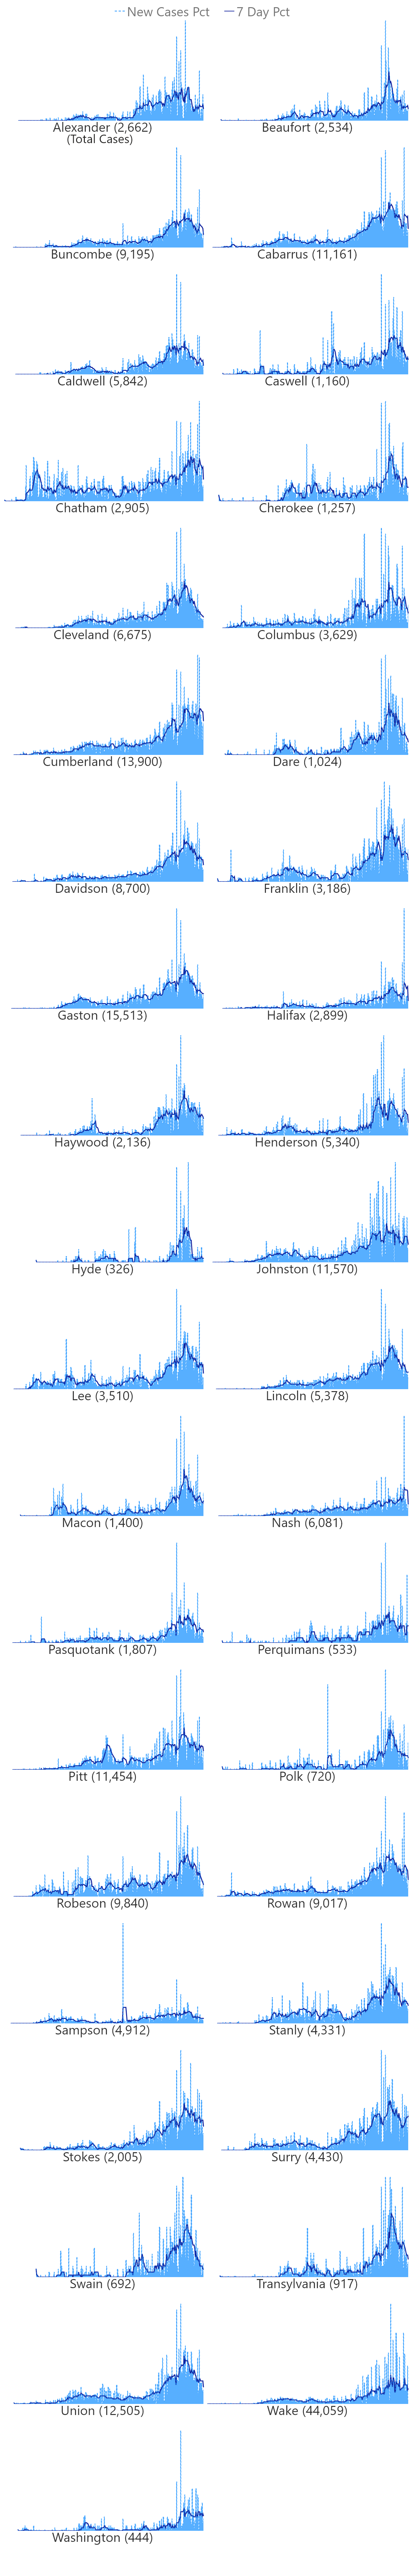 New Cases Pct 7 Day Pct
Alexander (2,662) Beaufort (2,534)
(Total Cases)
Buncombe (9,195) Cabarrus (11,161)
Caldwell (5,842) Caswell (1,160)
Chatham (2,905) Cherokee (1,257)
Cleveland (6,675) Columbus (3,629)
Cumberland (13,900) Dare (1,024)
Davidson (8,700) Franklin (3,186)
Gaston (15,513) Halifax (2,899)
Haywood (2,136) Henderson (5,340)
Hyde (326) Johnston (11,570)
Lee (3,510) Lincoln (5,378)
Macon (1,400) Nash (6,081)
Pasquotank (1,807) Perquimans (533)
Pitt (11,454) Polk (720)
Robeson (9,840) Rowan (9,017)
Sampson (4,912) Stanly (4,331)
Stokes (2,005) Surry (4,430)
Swain (692) Transylvania (917)
Union (12,505) Wake (44,059)
Washington (444)